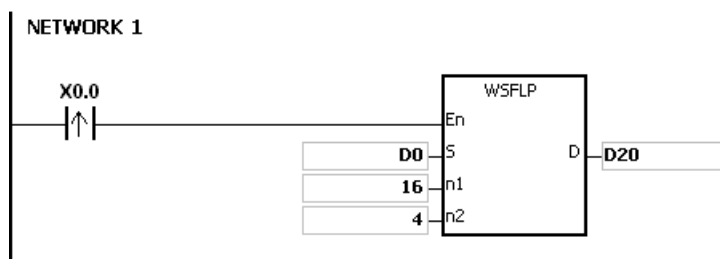 NETWORK 1
X0.0
WSFLP
En
D0 S D D20
16 n1
4 n2